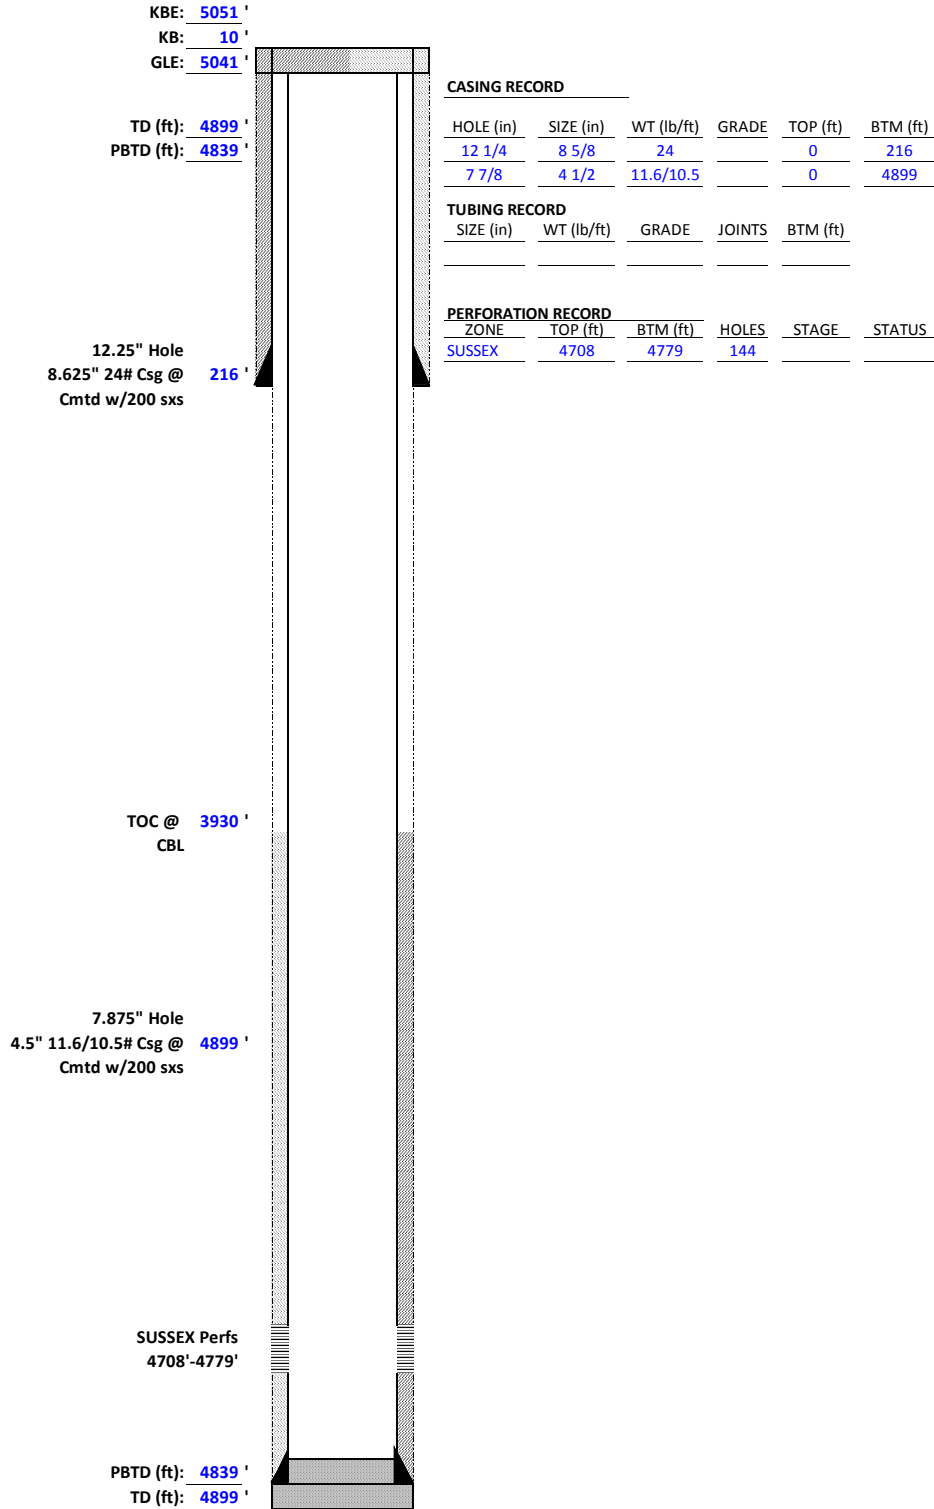 KBE: 5051 '
KB: 10 '
GLE: 5041 '
CASING RECORD
TD (ft): 4899 '
PBTD (ft): 4839 '
HOLE (in) SIZE (in) WT (lb/ft) GRADE TOP (ft) BTM (ft)
12 1/4 8 5/8 24 0 216
7 7/8 4 1/2 11.6/10.5 0 4899
TUBING RECORD
SIZE (in) WT (lb/ft) GRADE JOINTS BTM (ft)
PERFORATION RECORD
ZONE TOP (ft) BTM (ft) HOLES STAGE STATUS
SUSSEX 4708 4779 144
12.25" Hole
8.625" 24# Csg @ 216 '
Cmtd w/200 sxs
TOC @ 3930 '
CBL
7.875" Hole
4.5" 11.6/10.5# Csg @ 4899 '
Cmtd w/200 sxs
SUSSEX Perfs
4708'-4779'
PBTD (ft): 4839 '
TD (ft): 4899 '